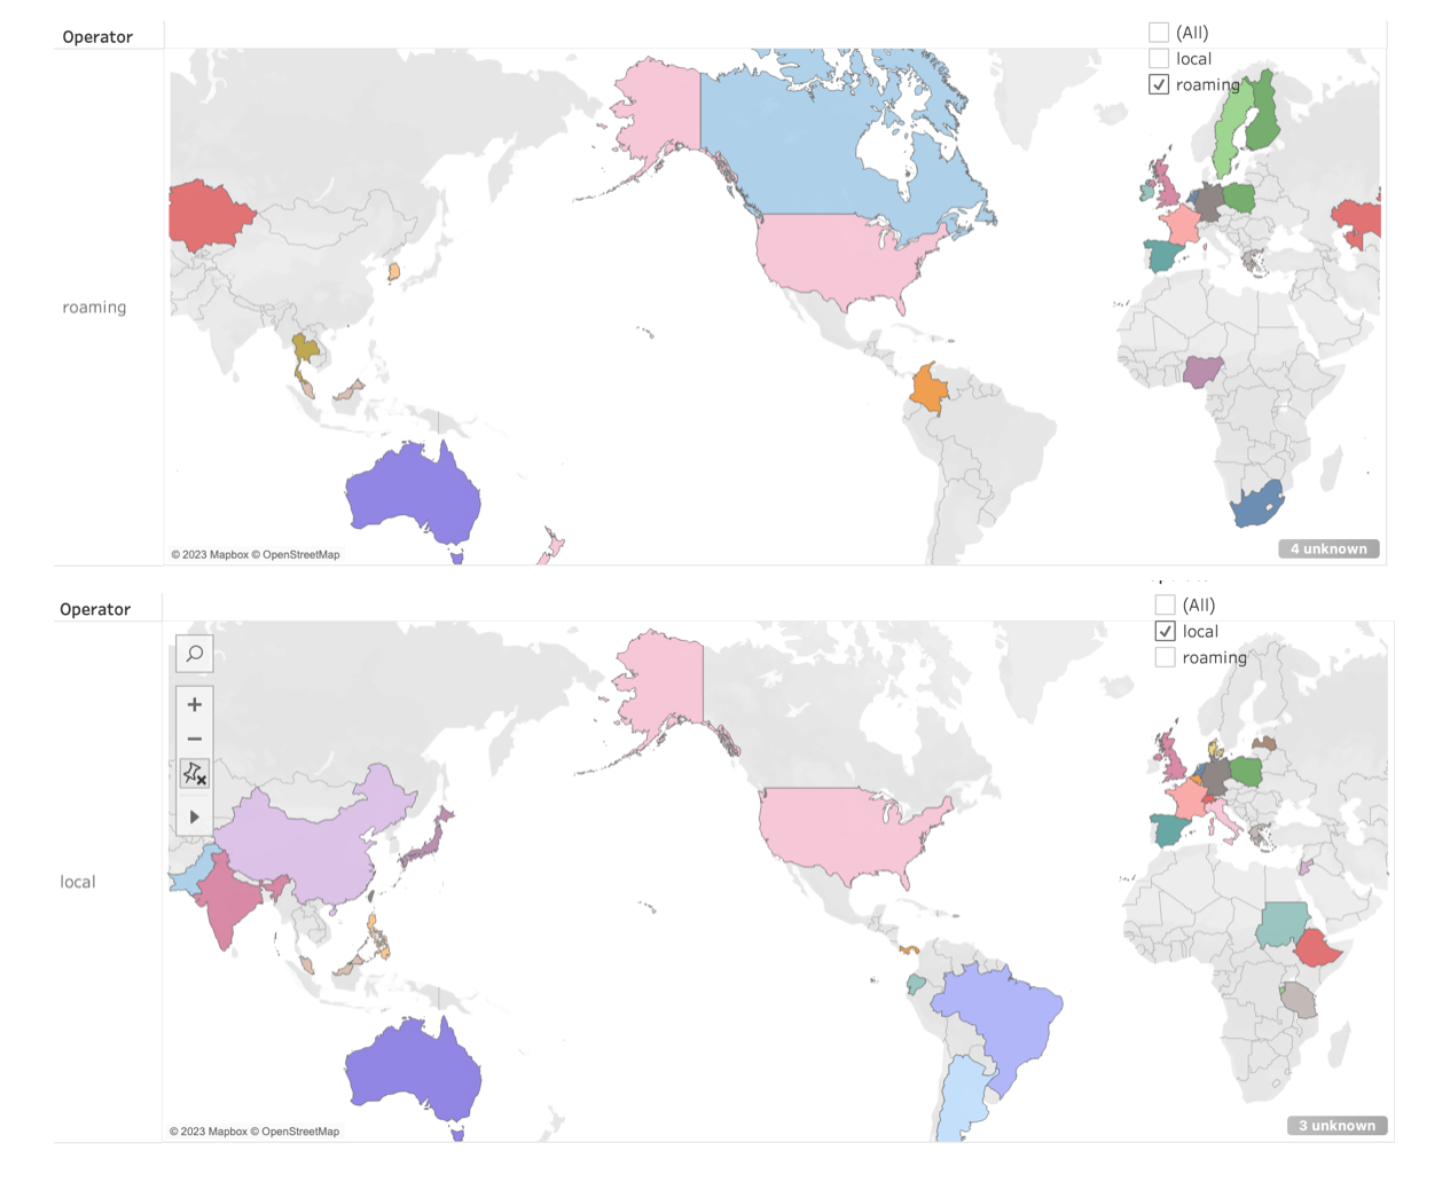 Operator
(All)
local
roaming
roaming
© 2023 Mapbox © OpenStreetMap
4 unknown
Operator
(All)
local
roaming
+
−
local
© 2023 Mapbox © OpenStreetMap
3 unknown